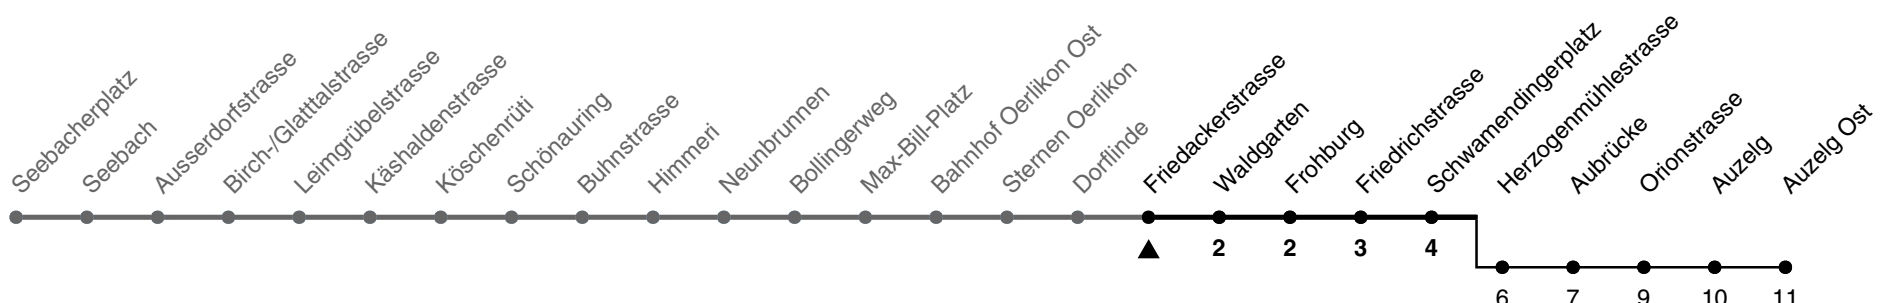 Seebacherplatz
Seebach
Ausserdorfstrasse
Birch-/Glatttalstrasse
Leimgrübelstrasse
Käshaldenstrasse
Köschenrüti
Schönauring
Buhnstrasse
Himmeri
Neunbrunnen
Bollingerweg
Max-Bill-Platz
Bahnhof Oerlikon Ost
Sternen Oerlikon
Dorflinde
Friedackerstrasse
Waldgarten
Frohburg
Friedrichstrasse
Schwamendingerplatz
Herzogenmühlestrasse
Aubrücke
Orionstrasse
Auzelg
Auzelg Ost
2 2 3 4
6 7 9 10 11